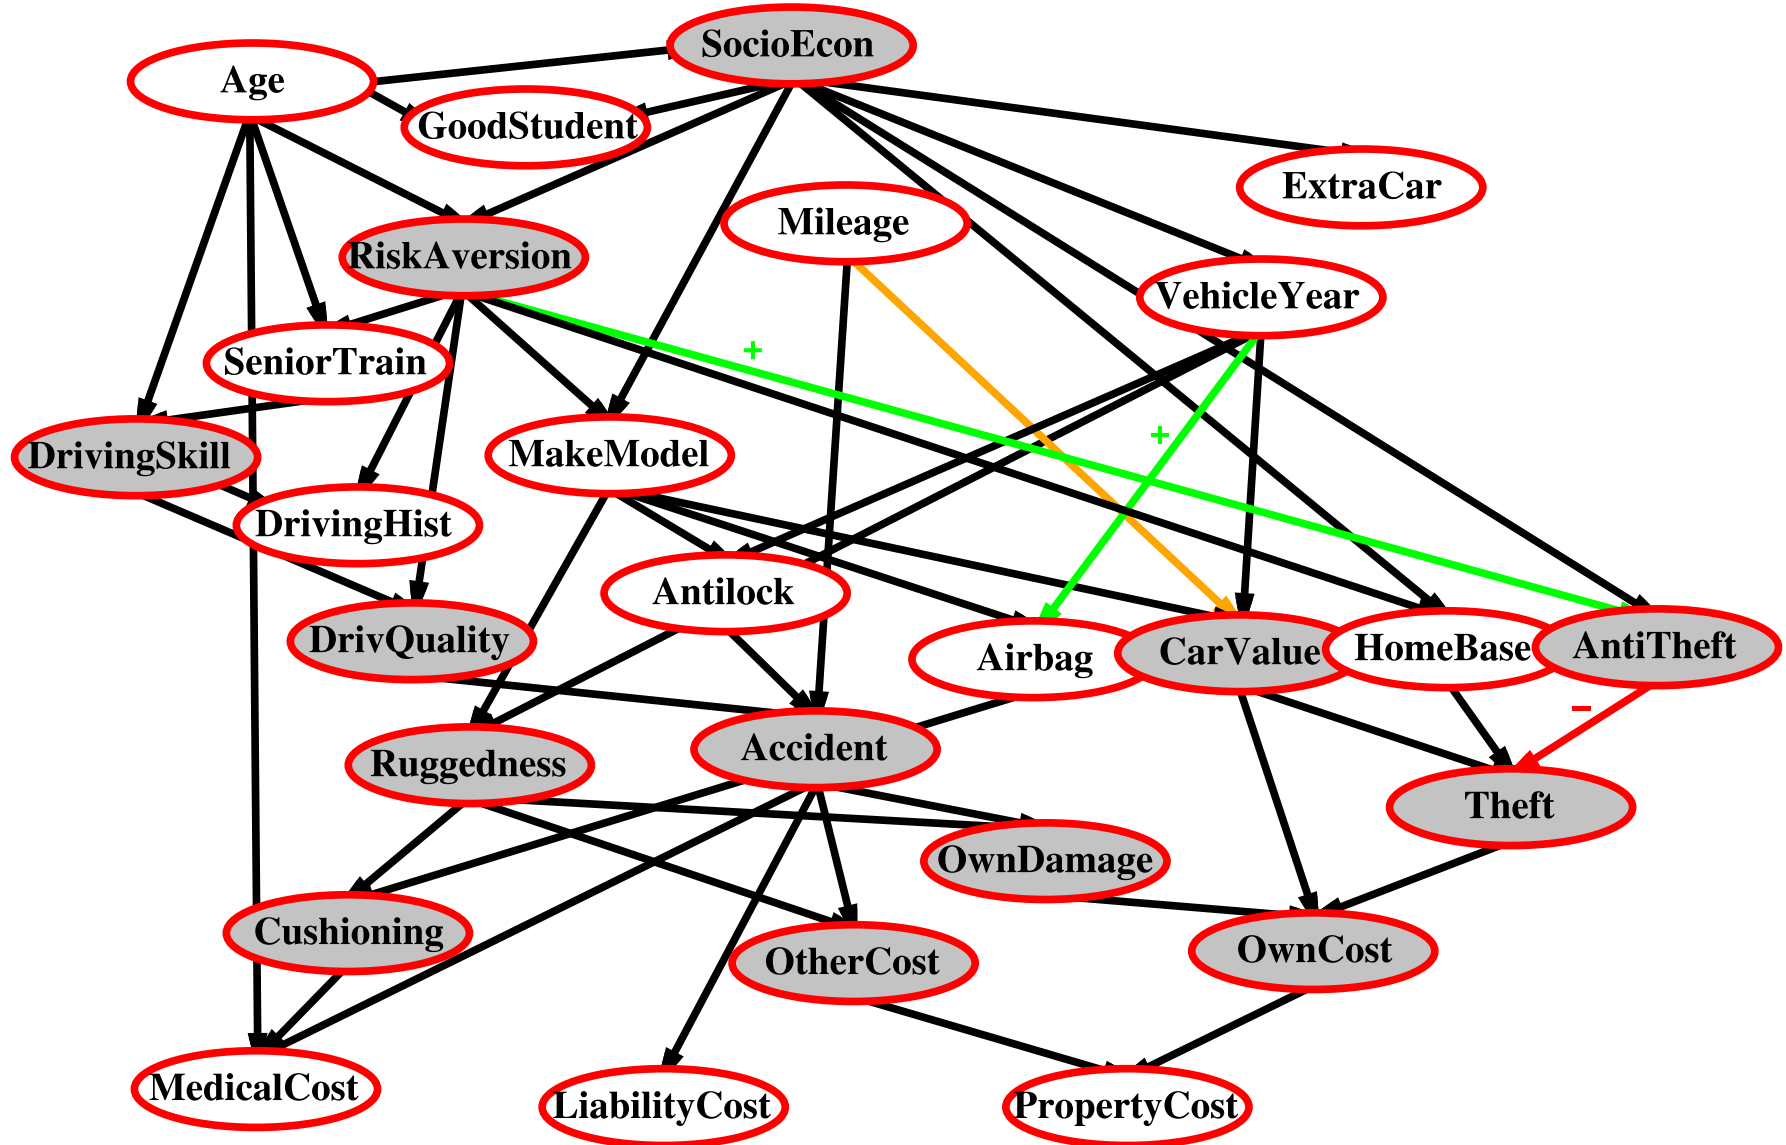 SocioEcon
Age
GoodStudent
ExtraCar
Mileage
RiskAversion
VehicleYear
+
SeniorTrain
+
DrivingSkill
MakeModel
DrivingHist
Antilock
DrivQuality
Airbag
CarValue
HomeBase
AntiTheft
−
Ruggedness
Accident
Theft
OwnDamage
Cushioning
OtherCost
OwnCost
MedicalCost
LiabilityCost
PropertyCost